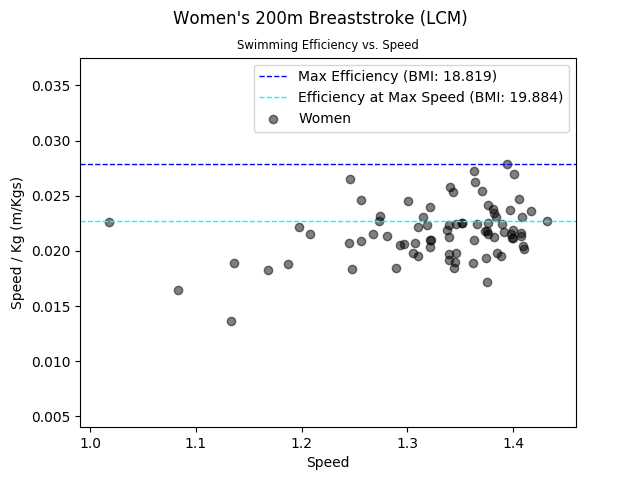 Women's 200m Breaststroke (LCM)
Swimming Efficiency vs. Speed
Max Efficiency (BMI: 18.819)
Efficiency at Max Speed (BMI: 19.884)
Women
Speed / Kg (m/Kgs)
0.035
0.030
0.025
0.020
0.015
0.010
0.005
1.0 1.1 1.2 1.3 1.4
Speed